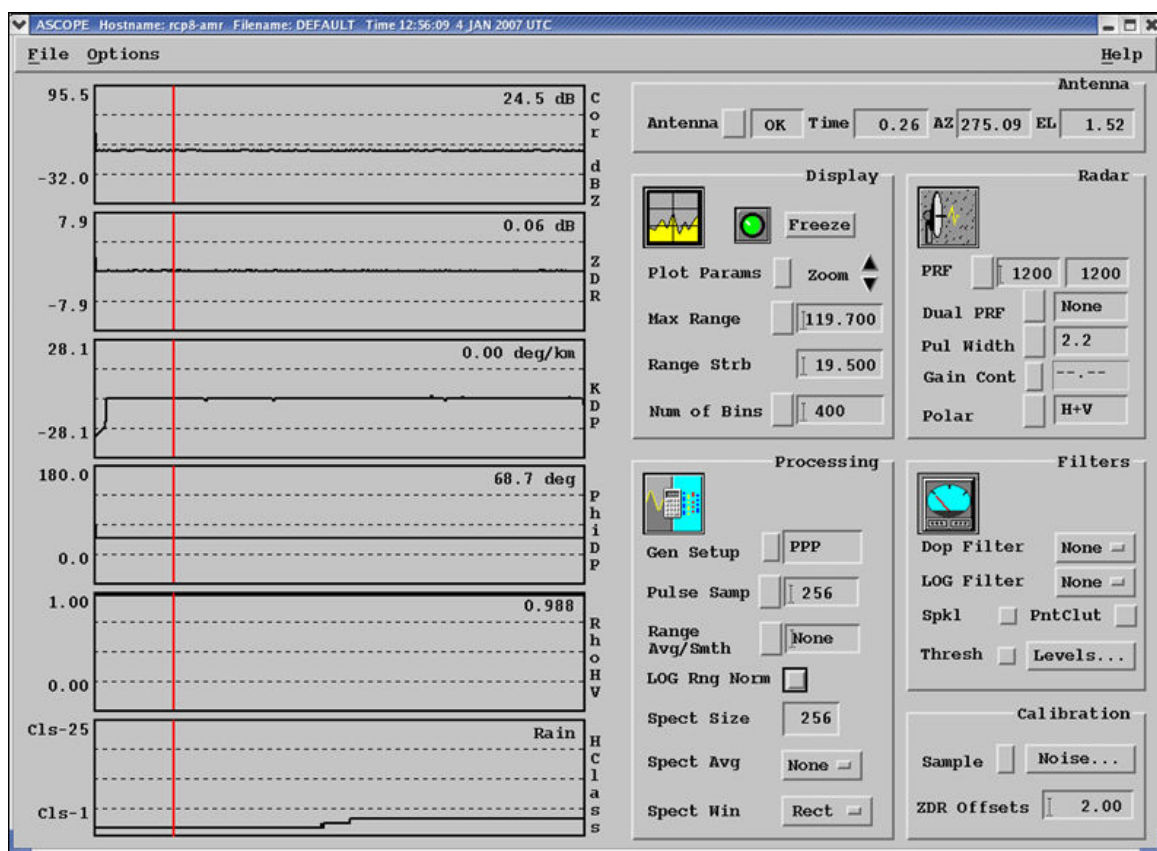 ASCOPE Hostname: rcp8-amr Filename: DEFAULT Time 12:56:09 4 JAN 2007 UTC
File Options Help
95.5
24.5 dB
-32.0
Cor dBZ
7.9
0.06 dB
-7.9
ZDR
28.1
0.00 deg/km
-28.1
KDP
180.0
68.7 deg
0.0
PhiDP
1.00
0.988
0.00
RhoHV
Cls-25
Rain
Cls-1
HClass
Antenna
Antenna OK Time 0.26 AZ 275.09 EL 1.52
Display
Freeze
Plot Params Zoom
Max Range 119.700
Range Strb 19.500
Num of Bins 400
Radar
PRF 1200 1200
Dual PRF None
Pul Width 2.2
Gain Cont --.--
Polar H+V
Processing
Gen Setup PPP
Pulse Samp 256
Range
Avg/Smth None
LOG Rng Norm
Spect Size 256
Spect Avg None
Spect Win Rect
Filters
Dop Filter None
LOG Filter None
Spkl PntClut
Thresh Levels...
Calibration
Sample Noise...
ZDR Offsets 2.00